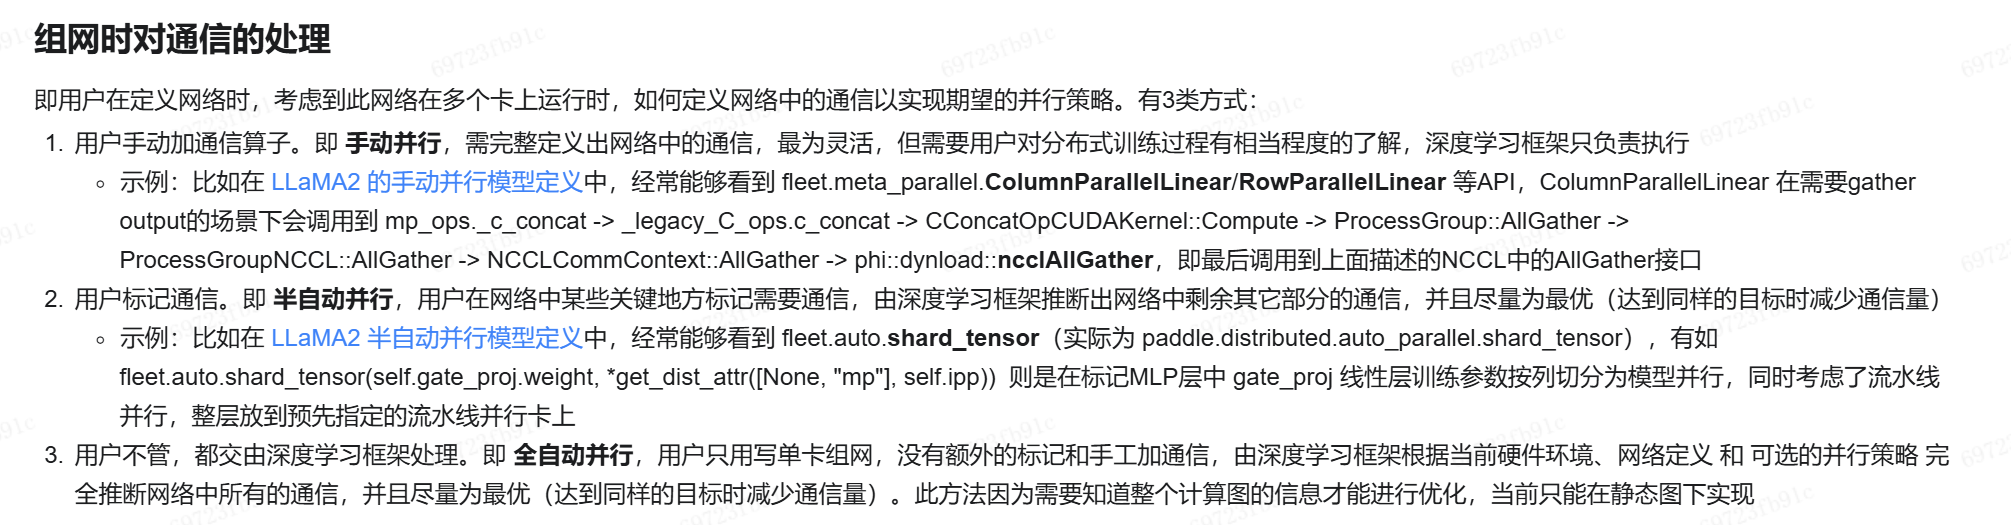 组网时对通信的处理
即用户在定义网络时，考虑到此网络在多个卡上运行时，如何定义网络中的通信以实现期望的并行策略。有3类方式：
1. 用户手动加通信算子。即 手动并行，需完整定义出网络中的通信，最为灵活，但需要用户对分布式训练过程有相当程度的了解，深度学习框架只负责执行
◦ 示例：比如在 LLaMA2 的手动并行模型定义中，经常能够看到 fleet.meta_parallel.ColumnParallelLinear/RowParallelLinear 等API，ColumnParallelLinear 在需要gather
output的场景下会调用到 mp_ops._c_concat -> _legacy_C_ops.c_concat -> CConcatOpCUDAKernel::Compute -> ProcessGroup::AllGather ->
ProcessGroupNCCL::AllGather -> NCCLCommContext::AllGather -> phi::dynload::ncclAllGather，即最后调用到上面描述的NCCL中的AllGather接口
2. 用户标记通信。即 半自动并行，用户在网络中某些关键地方标记需要通信，由深度学习框架推断出网络中剩余其它部分的通信，并且尽量为最优（达到同样的目标时减少通信量）
◦ 示例：比如在 LLaMA2 半自动并行模型定义中，经常能够看到 fleet.auto.shard_tensor（实际为 paddle.distributed.auto_parallel.shard_tensor），有如
fleet.auto.shard_tensor(self.gate_proj.weight, *get_dist_attr([None, "mp"], self.ipp)) 则是在标记MLP层中 gate_proj 线性层训练参数按列切分为模型并行，同时考虑了流水线
并行，整层放到预先指定的流水线并行卡上
3. 用户不管，都交由深度学习框架处理。即 全自动并行，用户只用写单卡组网，没有额外的标记和手工加通信，由深度学习框架根据当前硬件环境、网络定义 和 可选的并行策略 完
全推断网络中所有的通信，并且尽量为最优（达到同样的目标时减少通信量）。此方法因为需要知道整个计算图的信息才能进行优化，当前只能在静态图下实现
69723fb91c